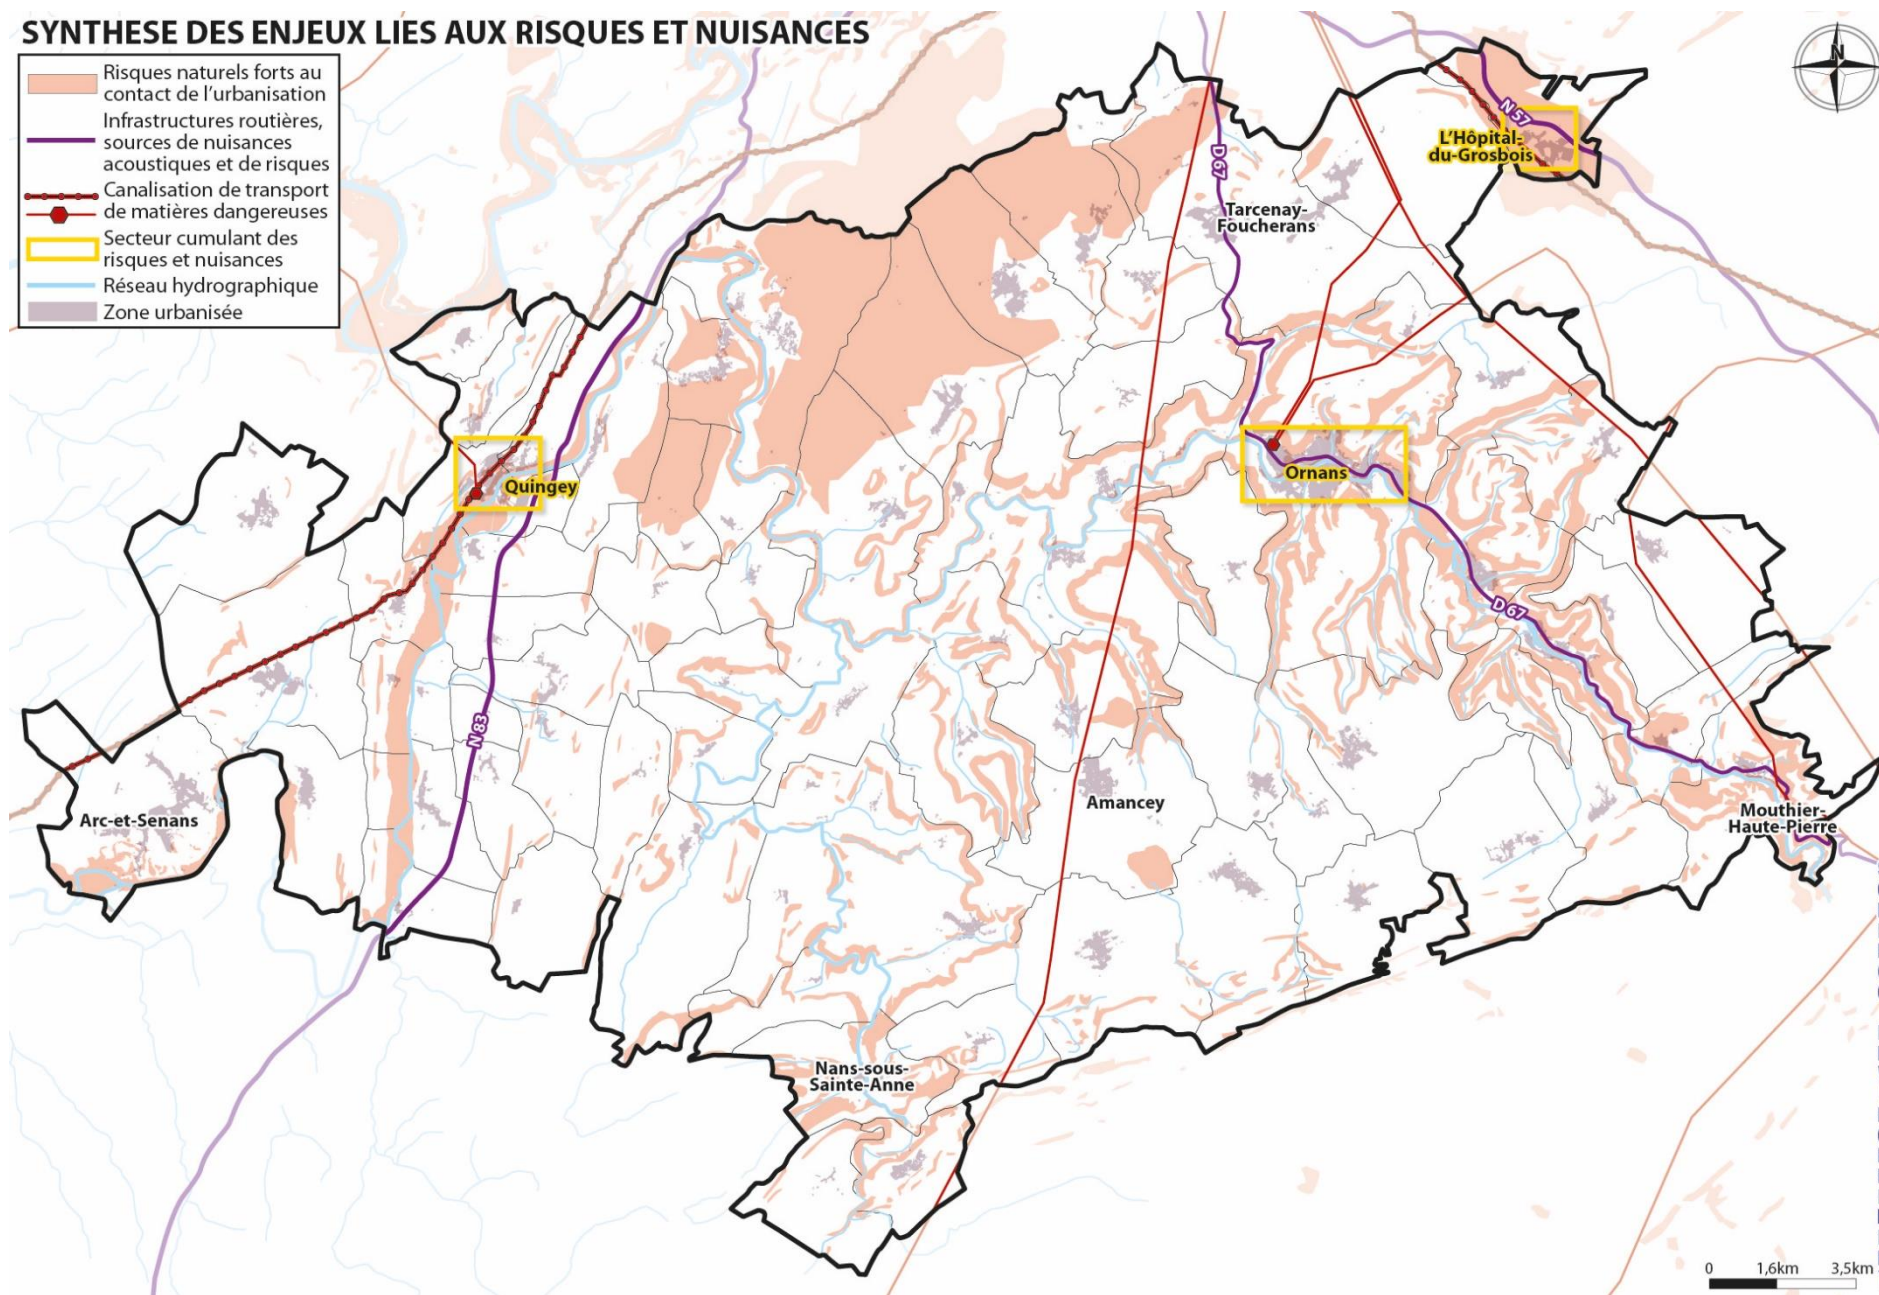 SYNTHESE DES ENJEUX LIES AUX RISQUES ET NUISANCES
Risques naturels forts au
contact de l'urbanisation
Infrastructures routières,
sources de nuisances
acoustiques et de risques
Canalisation de transport
de matières dangereuses
Secteur cumulant des
risques et nuisances
Réseau hydrographique
Zone urbanisée
N
N 57
L'Hôpital-
du-Grosbois
D 67
Tarcenay-
Foucherans
Quingey
Ornans
D 67
N 83
Arc-et-Senans
Amancey
Mouthier-
Haute-Pierre
Nans-sous-
Sainte-Anne
0 1,6km 3,5km